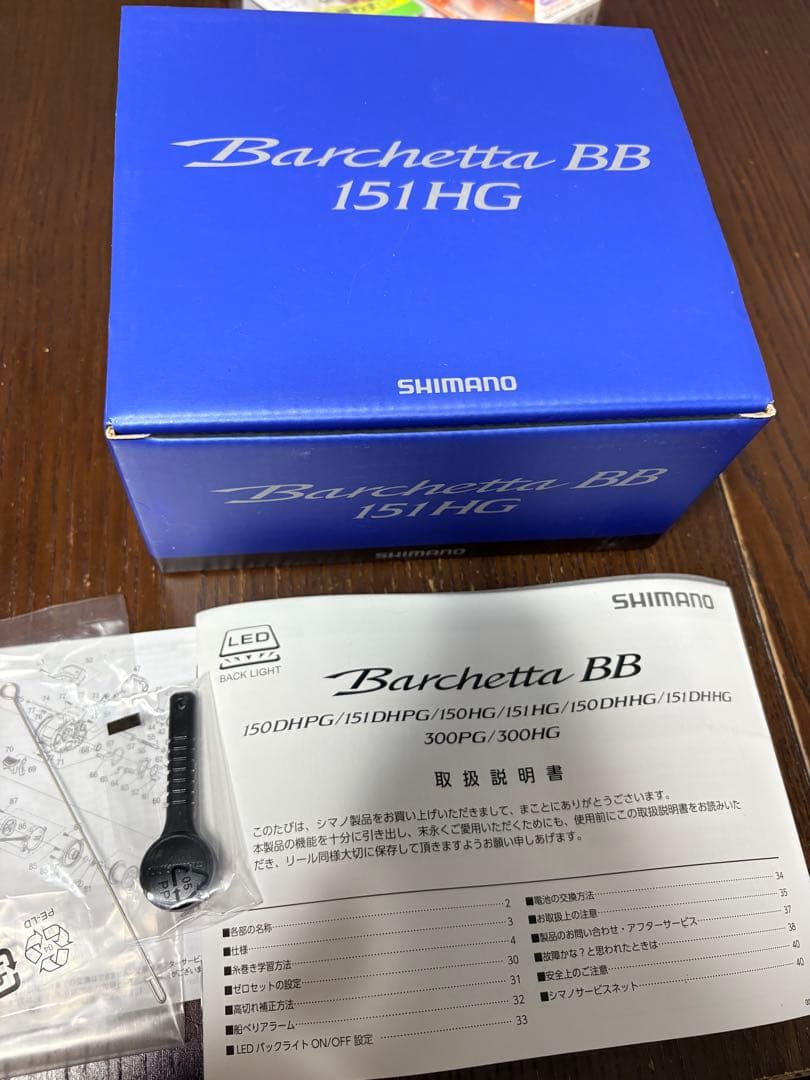 Barchetta BB
151HG
SHIMANO
Barchetta BB
151HG
SHIMANO
SHIMANO
LED
BACK LIGHT
Barchetta BB
150DHPG/151DHPG/150HG/151HG/150DHHG/151DHHG
300PG/300HG
取扱説明書
このたびは、シマノ製品をお買い上げいただきまして、まことにありがとうございます。
本製品の機能を十分に引き出し、末永くご愛用いただくためにも、使用前にこの取扱説明書をお読みいた
だき、リール同様大切に保存して頂きますようお願い申しあげます。
■各部の名称 2
■仕様 3
■糸巻き学習方法 4
■ゼロセットの設定 30
■高切れ補正方法 31
■船べりアラーム 32
■LEDバックライトON/OFF 設定 33
■電池の交換方法 34
■お取扱上の注意 35
■製品のお問い合わせ・アフターサービス 37
■故障かな？と思われたときは 38
■安全上のご注意 40
■シマノサービスネット 40
PE-LD
04
05
PP